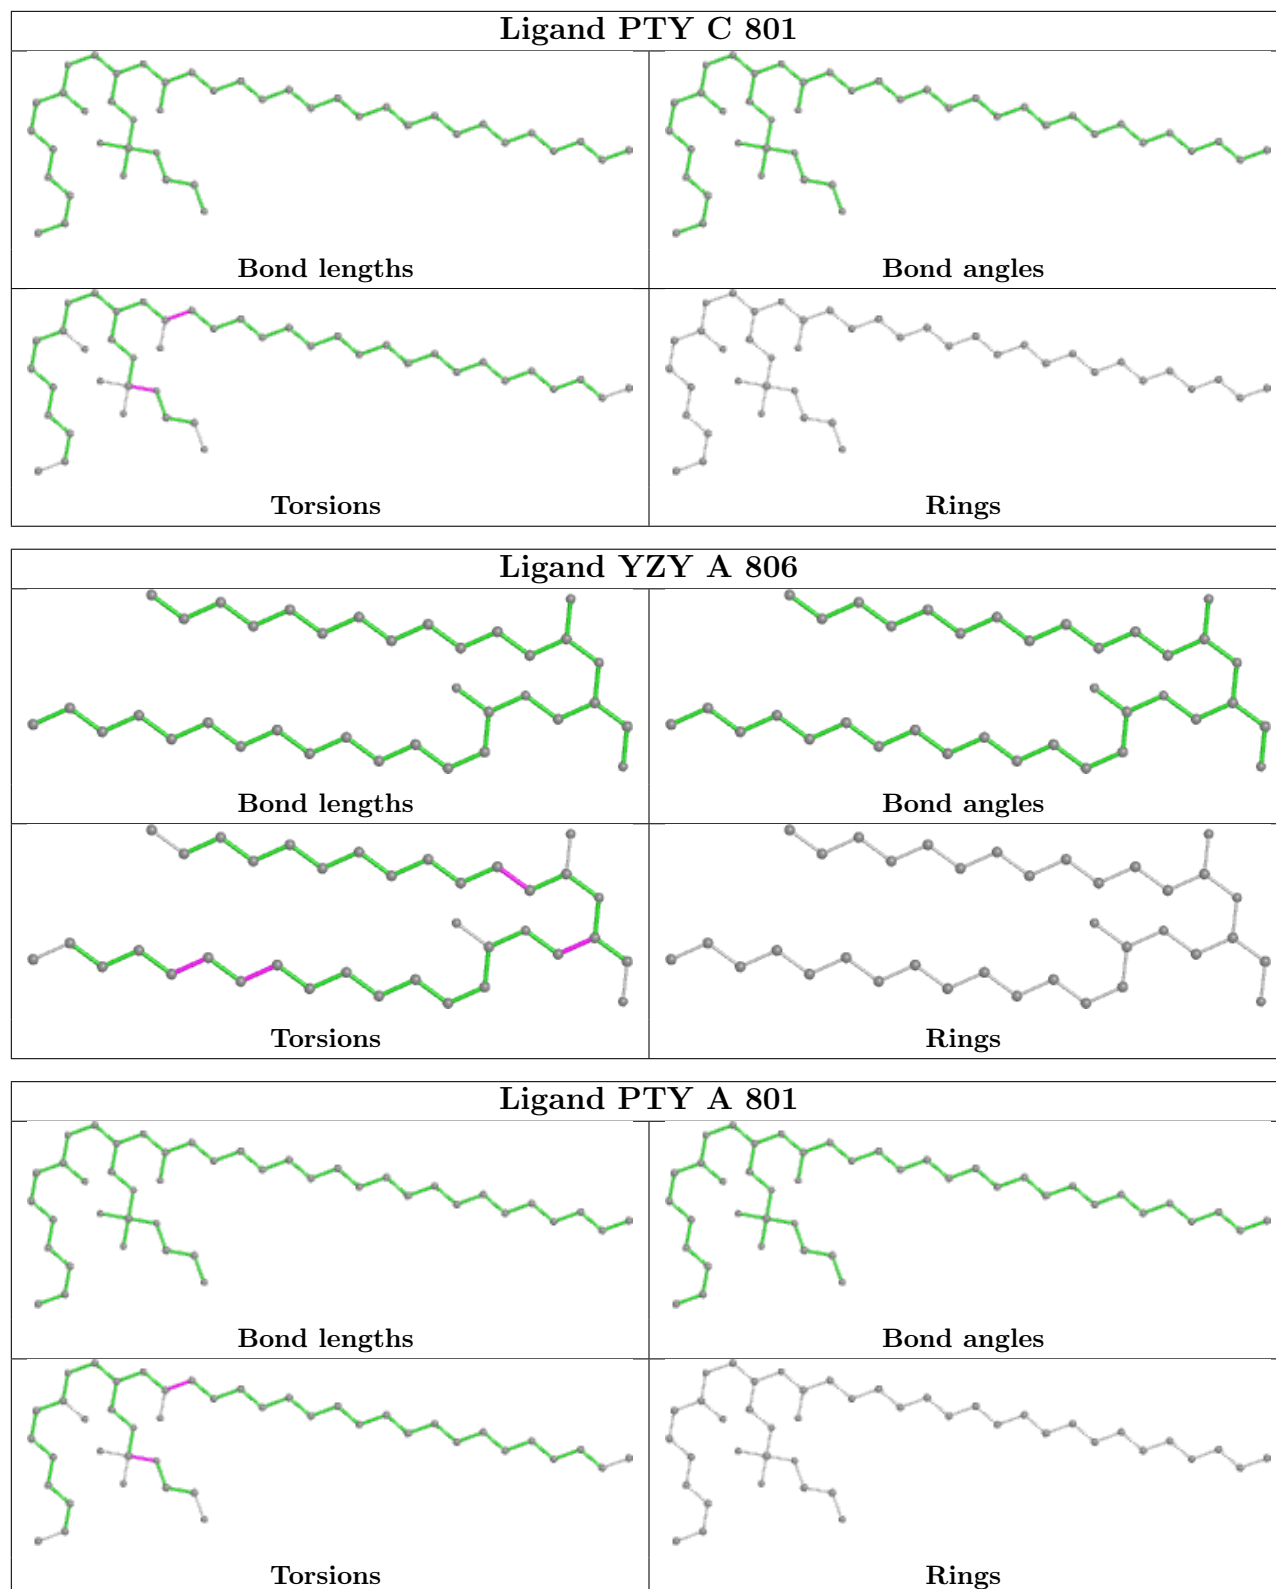 Ligand PTY C 801
Bond lengths
Bond angles
Torsions
Rings
Ligand YZY A 806
Bond lengths
Bond angles
Torsions
Rings
Ligand PTY A 801
Bond lengths
Bond angles
Torsions
Rings